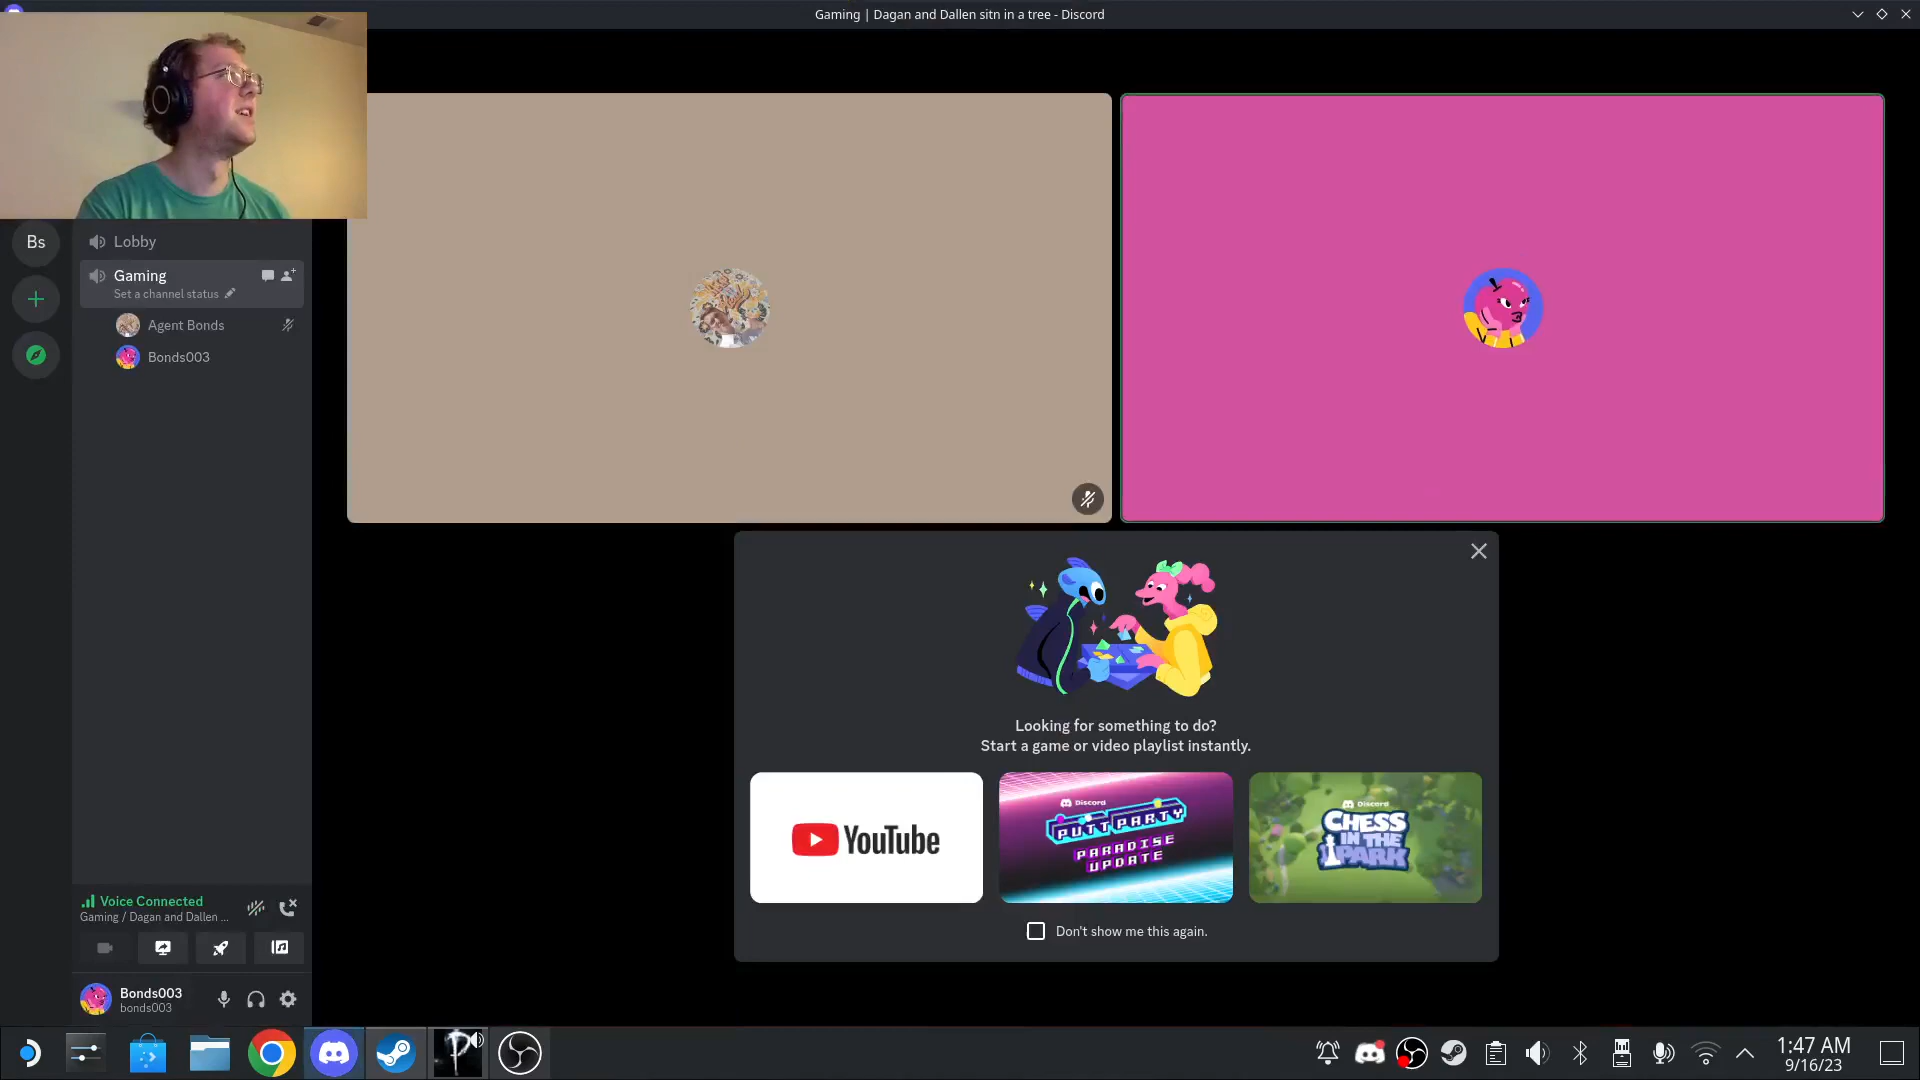 Gaming | Dagan and Dallen sitn in a tree - Discord
Bs
Lobby
Gaming
Set a channel status
Agent Bonds
Bonds003
Looking for something to do?
Start a game or video playlist instantly.
YouTube
Discord
PUTT PARTY
PARADISE
UPDATE
Discord
CHESS
IN THE
PARK
Don't show me this again.
Voice Connected
Gaming / Dagan and Dallen ...
Bonds003
bonds003
1:47 AM
9/16/23